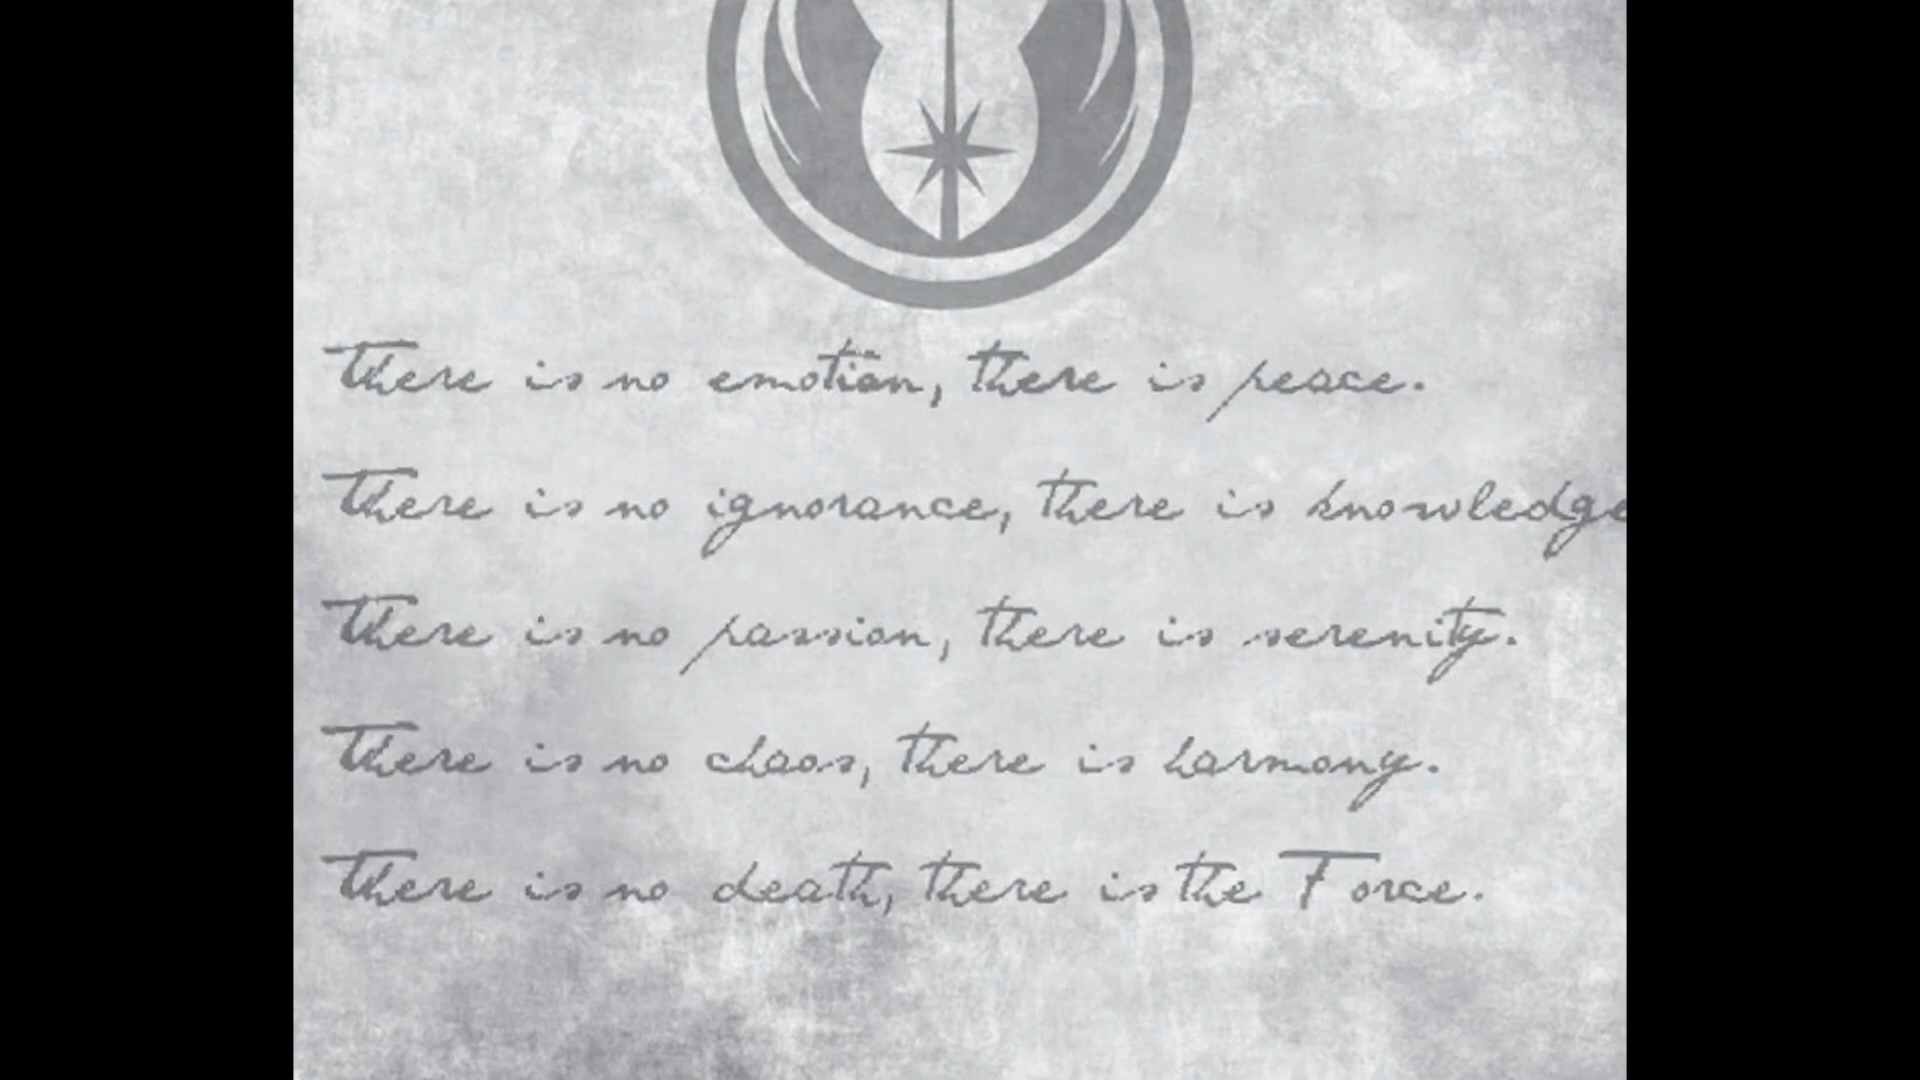 There is no emotion, there is peace.
There is no ignorance, there is knowledge
There is no passion, there is serenity.
There is no chaos, there is harmony.
There is no death, there is the Force.